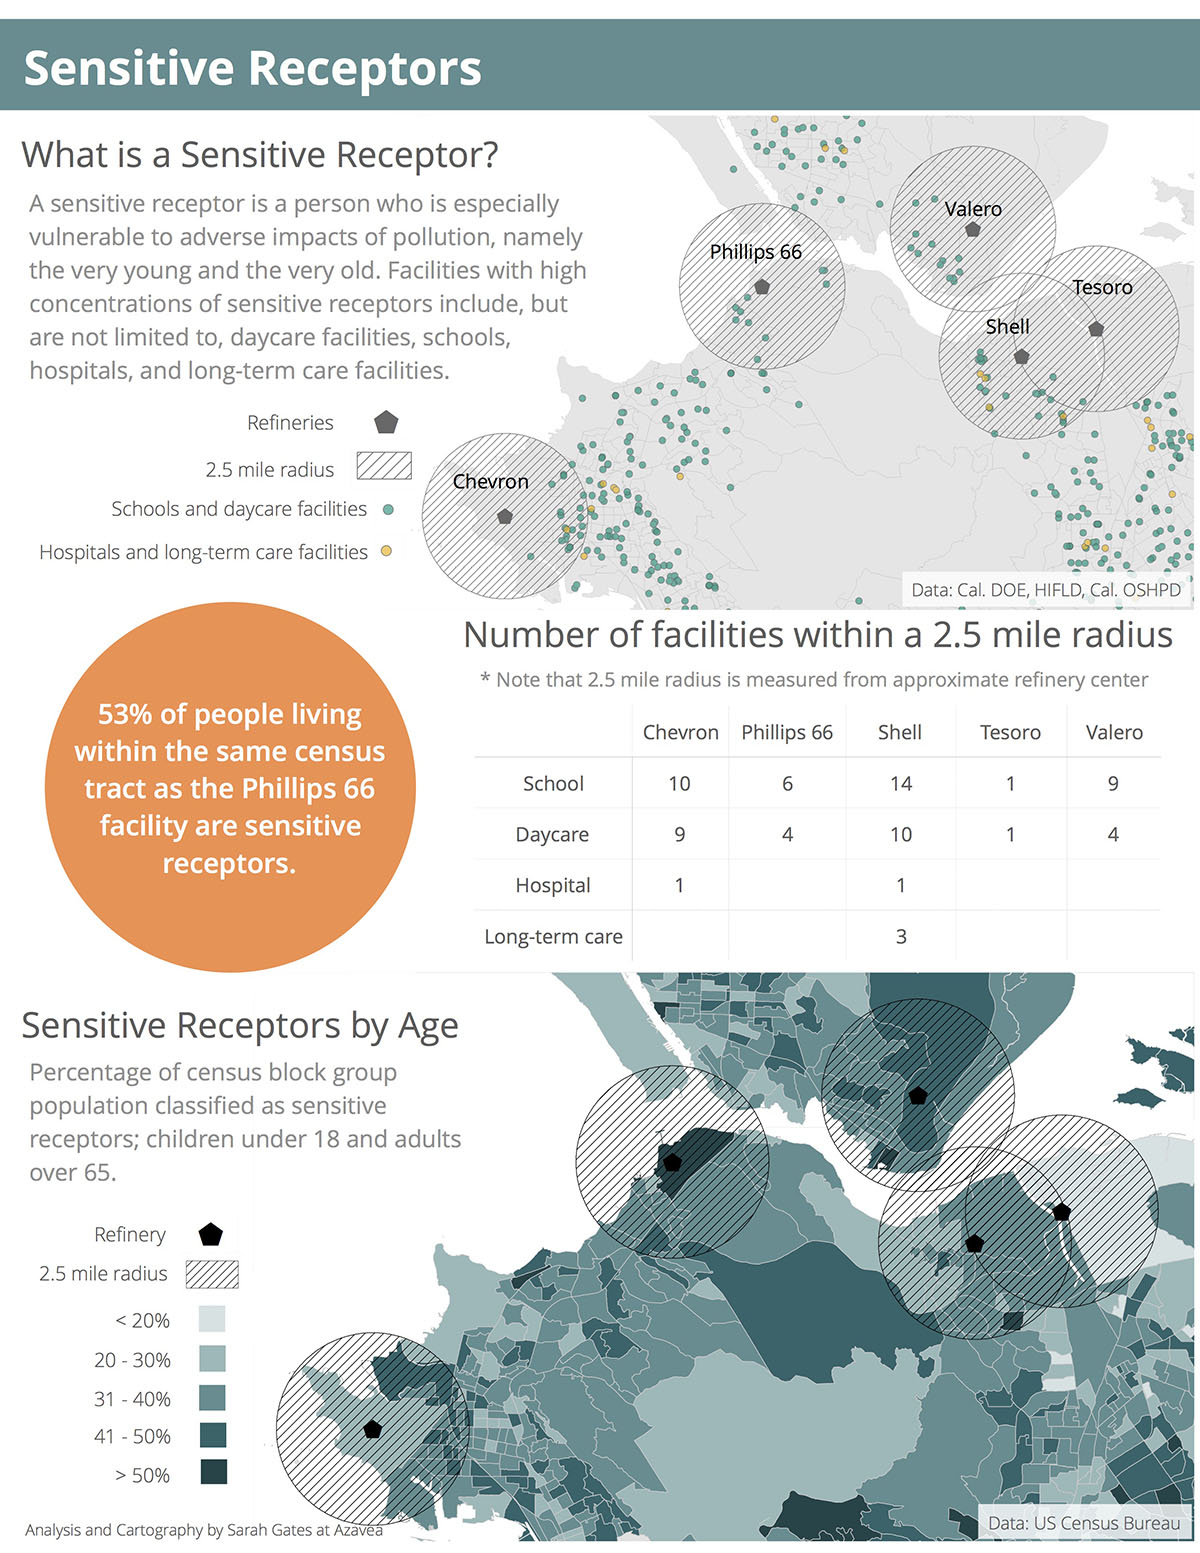 Sensitive Receptors
What is a Sensitive Receptor?
A sensitive receptor is a person who is especially
vulnerable to adverse impacts of pollution, namely
the very young and the very old. Facilities with high
concentrations of sensitive receptors include, but
are not limited to, daycare facilities, schools,
hospitals, and long-term care facilities.
Refineries
2.5 mile radius
Schools and daycare facilities
Hospitals and long-term care facilities
Valero
Phillips 66
Tesoro
Shell
Chevron
Data: Cal. DOE, HIFLD, Cal. OSHPD
53% of people living
within the same census
tract as the Phillips 66
facility are sensitive
receptors.
Number of facilities within a 2.5 mile radius
* Note that 2.5 mile radius is measured from approximate refinery center
Chevron Phillips 66 Shell Tesoro Valero
School 10 6 14 1 9
Daycare 9 4 10 1 4
Hospital 1 1
Long-term care 3
Sensitive Receptors by Age
Percentage of census block group
population classified as sensitive
receptors; children under 18 and adults
over 65.
Refinery
2.5 mile radius
< 20%
20 - 30%
31 - 40%
41 - 50%
> 50%
Analysis and Cartography by Sarah Gates at Azavea
Data: US Census Bureau